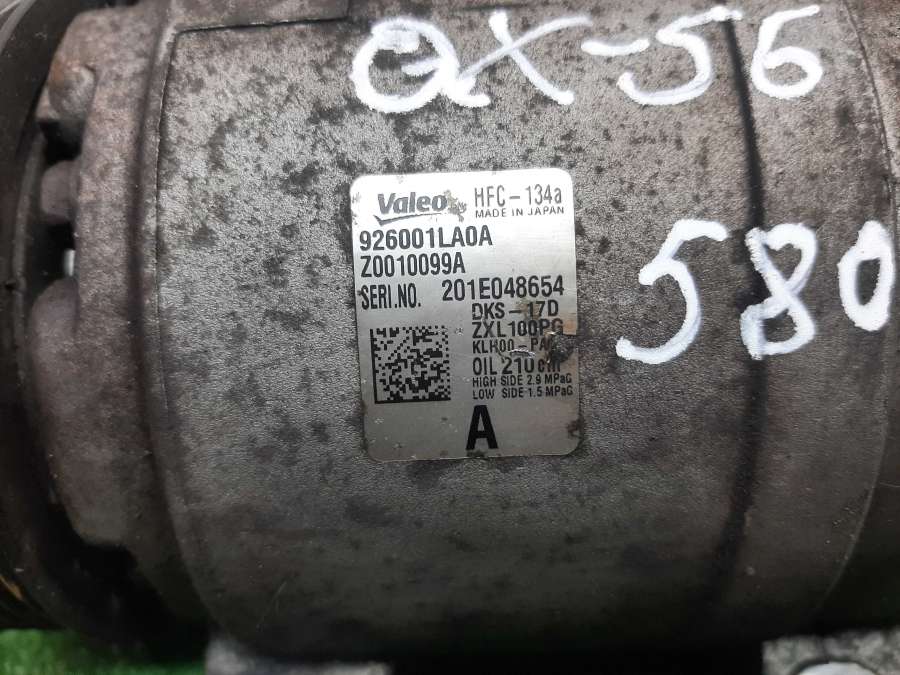 QX-56
580
Valeo
HFC-134a
MADE IN JAPAN
926001LA0A
Z0010099A
SERI.NO. 201E048654
DKS-17D
ZXL100PG
KLH00-
OIL 210
HIGH SIDE 2.9 MPaG
LOW SIDE 1.5 MPaG
A